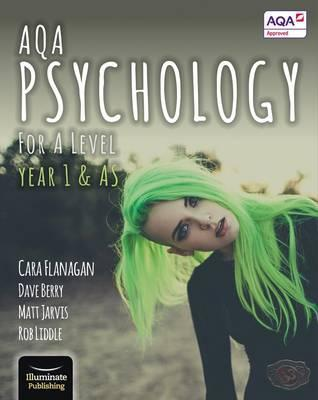 AQA
PSYCHOLOGY
FOR A LEVEL
YEAR 1 & AS
AQA
Approved
CARA FLANAGAN
DAVE BERRY
MATT JARVIS
ROB LIDDLE
Illuminate
Publishing